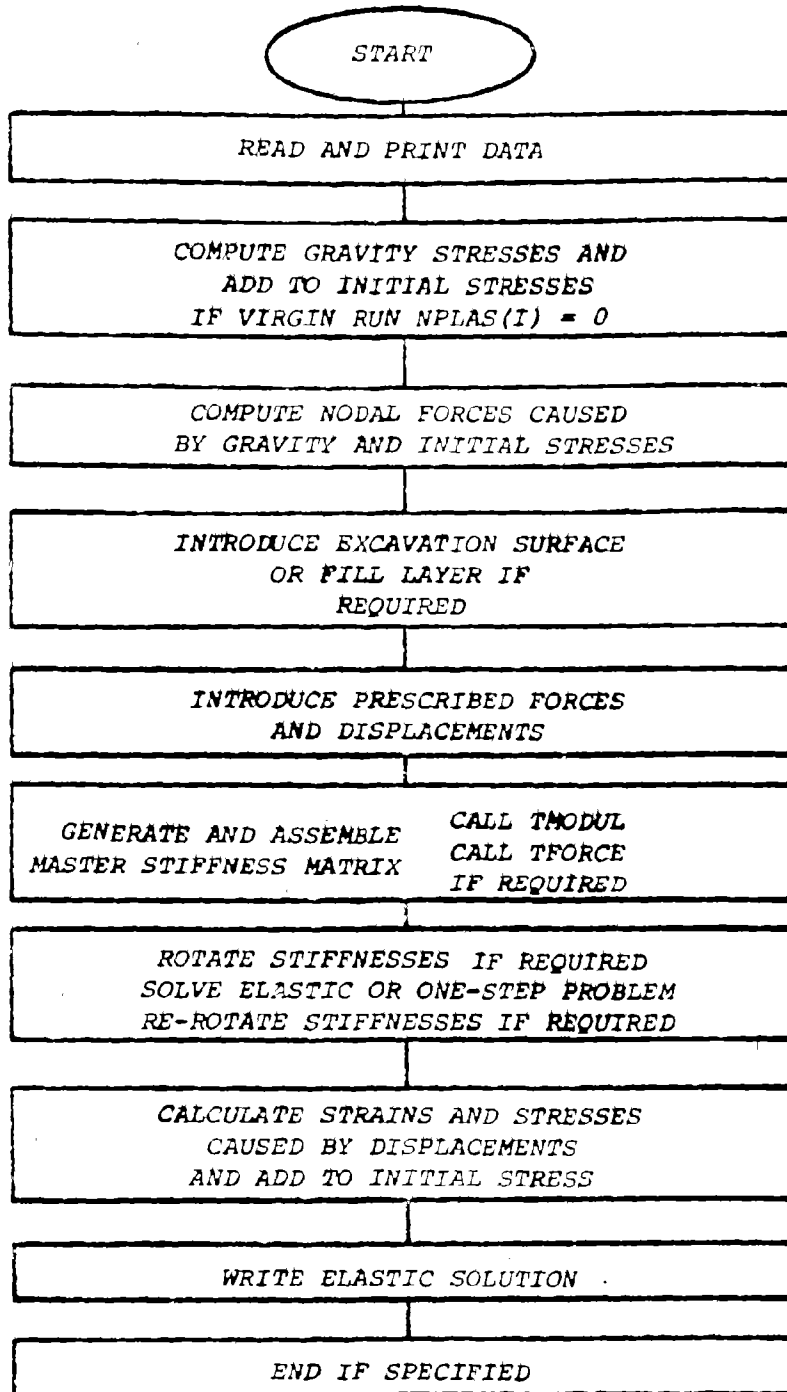 START
READ AND PRINT DATA
COMPUTE GRAVITY STRESSES AND
ADD TO INITIAL STRESSES
IF VIRGIN RUN NPLAS(I) = 0
COMPUTE NODAL FORCES CAUSED
BY GRAVITY AND INITIAL STRESSES
INTRODUCE EXCAVATION SURFACE
OR FILL LAYER IF
REQUIRED
INTRODUCE PRESCRIBED FORCES
AND DISPLACEMENTS
GENERATE AND ASSEMBLE
MASTER STIFFNESS MATRIX
CALL TMODUL
CALL TFORCE
IF REQUIRED
ROTATE STIFFNESSES IF REQUIRED
SOLVE ELASTIC OR ONE-STEP PROBLEM
RE-ROTATE STIFFNESSES IF REQUIRED
CALCULATE STRAINS AND STRESSES
CAUSED BY DISPLACEMENTS
AND ADD TO INITIAL STRESS
WRITE ELASTIC SOLUTION
END IF SPECIFIED